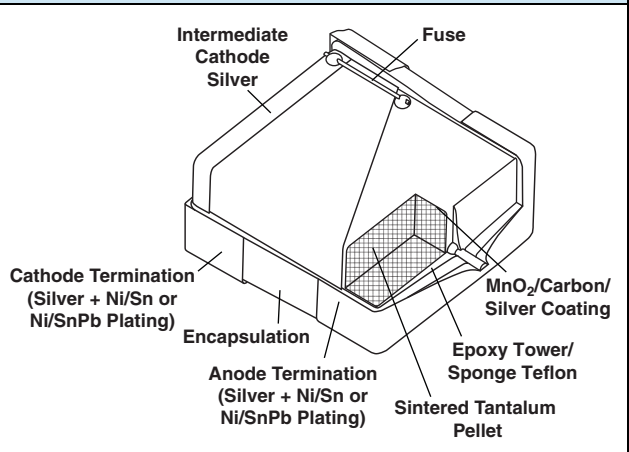 Intermediate
Cathode
Silver
Fuse
Cathode Termination
(Silver + Ni/Sn or
Ni/SnPb Plating)
Encapsulation
Anode Termination
(Silver + Ni/Sn or
Ni/SnPb Plating)
MnO₂/Carbon/
Silver Coating
Epoxy Tower/
Sponge Teflon
Sintered Tantalum
Pellet